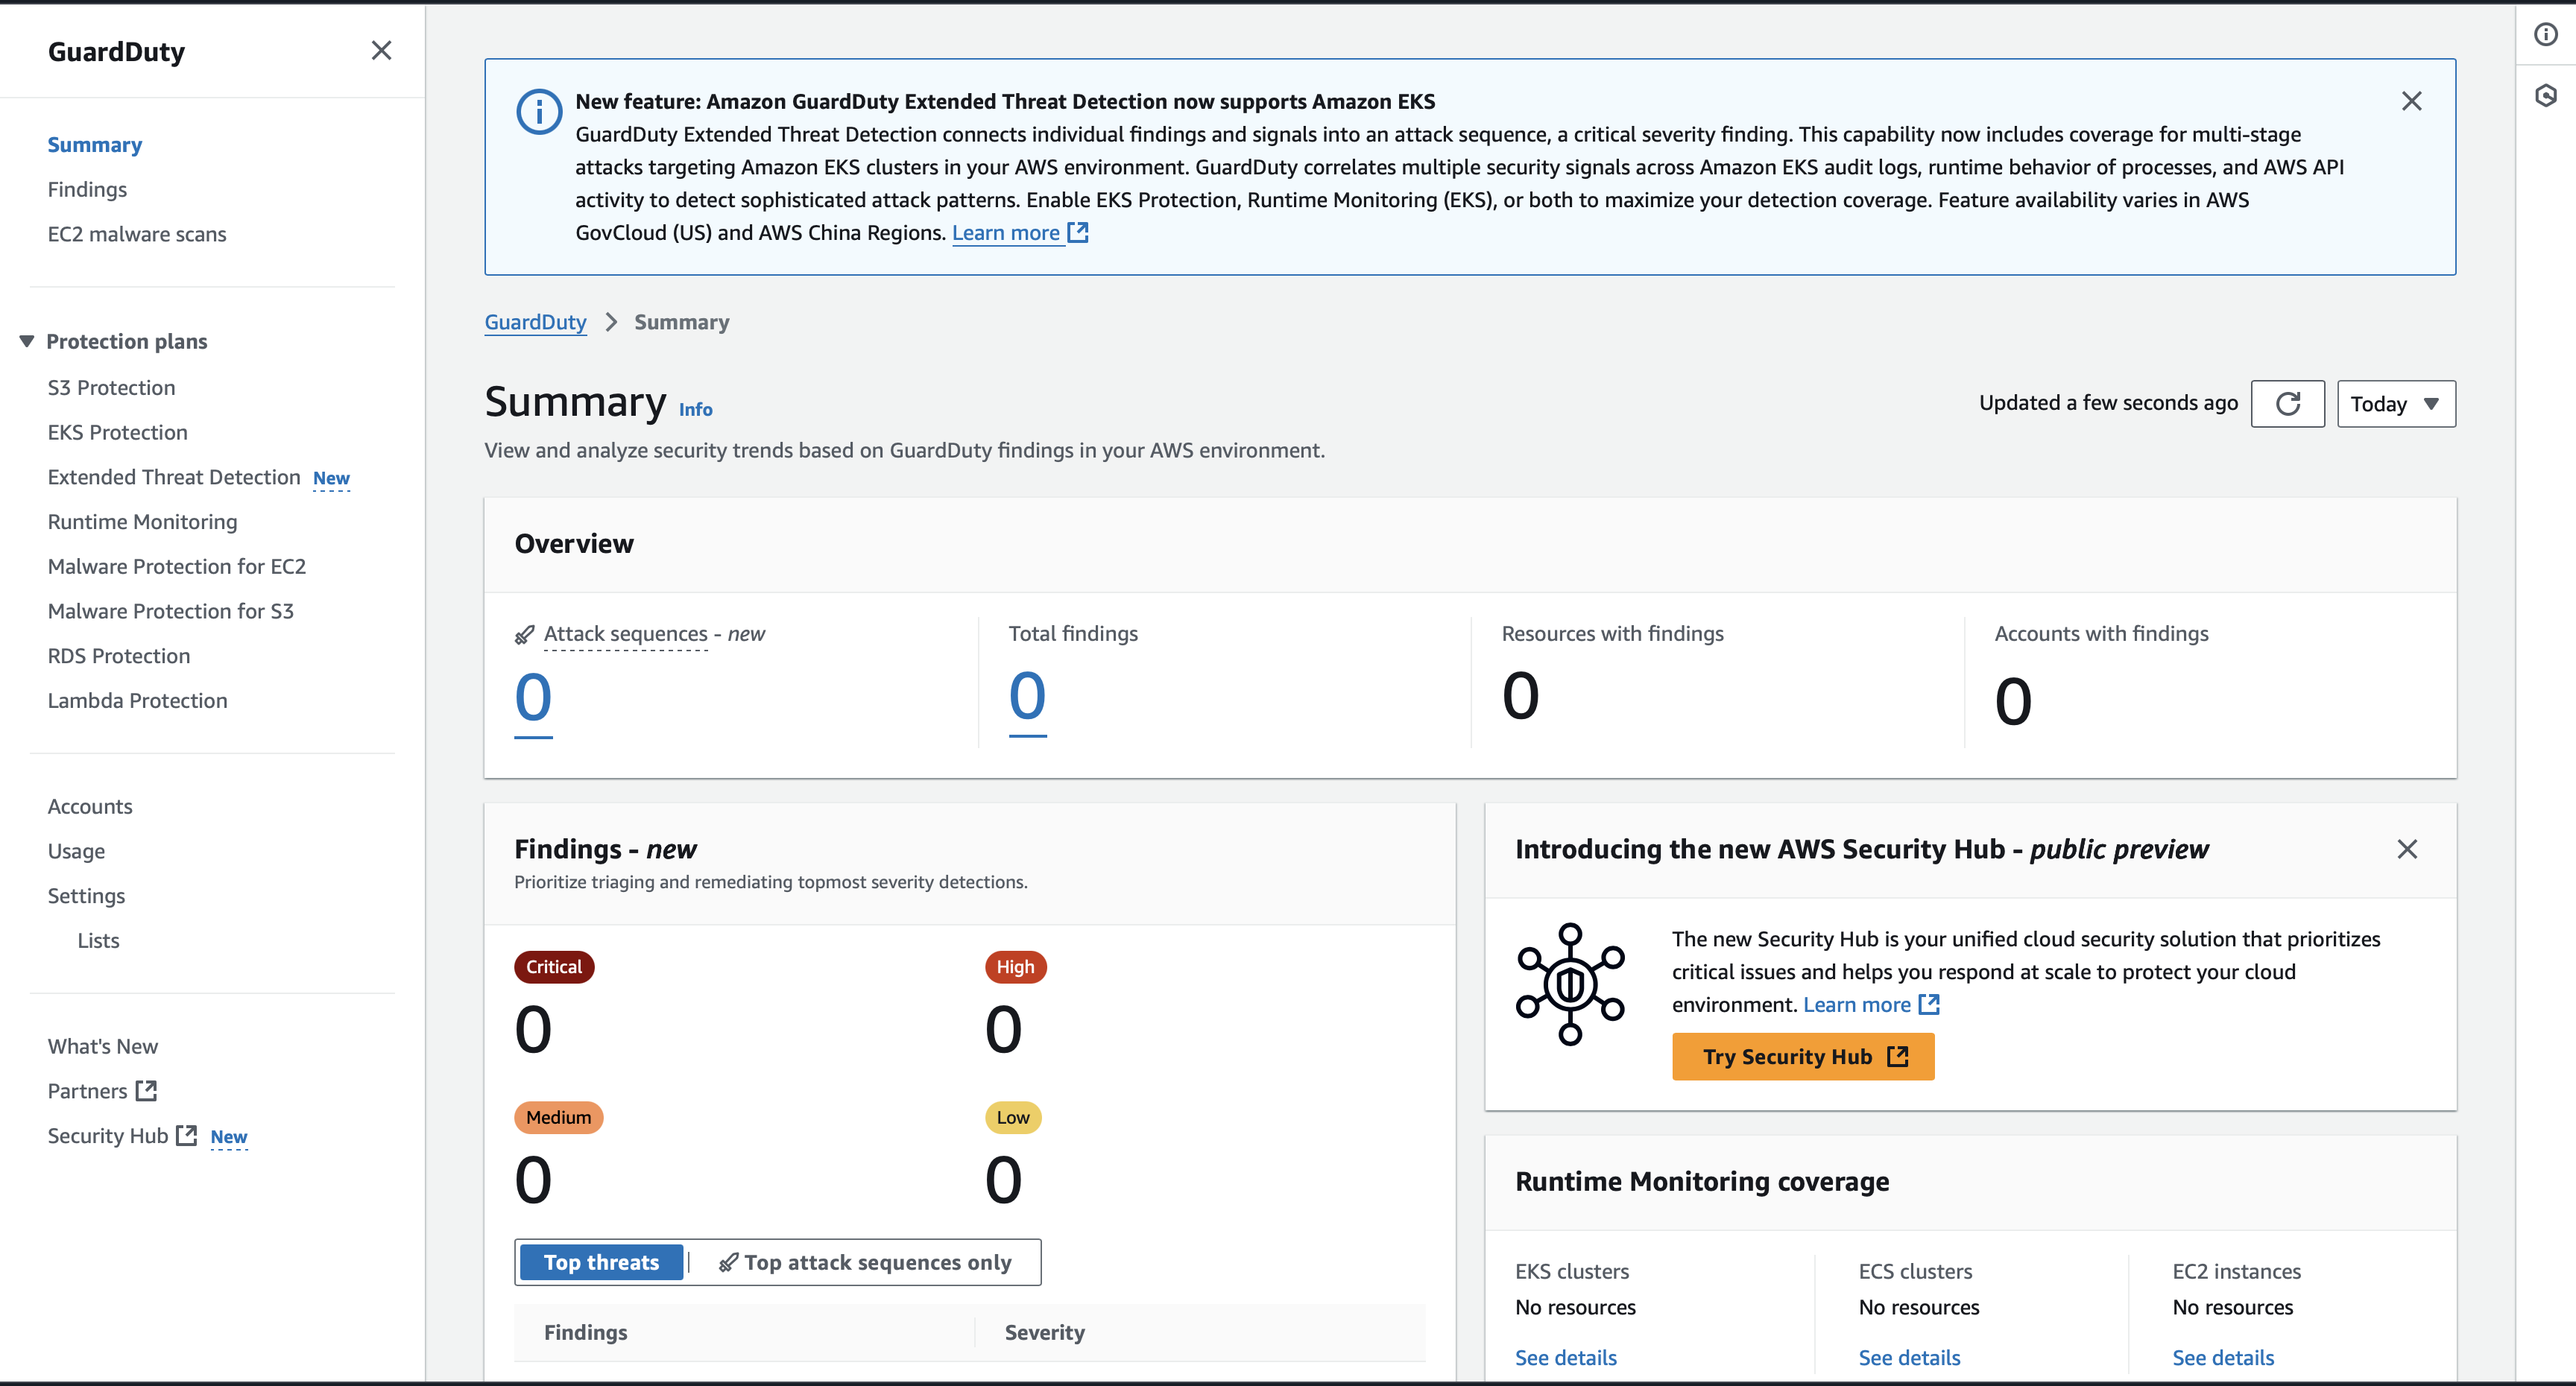 GuardDuty
Summary
Findings
EC2 malware scans
Protection plans
S3 Protection
EKS Protection
Extended Threat Detection New
Runtime Monitoring
Malware Protection for EC2
Malware Protection for S3
RDS Protection
Lambda Protection
Accounts
Usage
Settings
Lists
What's New
Partners
Security Hub New
New feature: Amazon GuardDuty Extended Threat Detection now supports Amazon EKS
GuardDuty Extended Threat Detection connects individual findings and signals into an attack sequence, a critical severity finding. This capability now includes coverage for multi-stage
attacks targeting Amazon EKS clusters in your AWS environment. GuardDuty correlates multiple security signals across Amazon EKS audit logs, runtime behavior of processes, and AWS API
activity to detect sophisticated attack patterns. Enable EKS Protection, Runtime Monitoring (EKS), or both to maximize your detection coverage. Feature availability varies in AWS
GovCloud (US) and AWS China Regions. Learn more
GuardDuty > Summary
Summary Info
Updated a few seconds ago
Today
View and analyze security trends based on GuardDuty findings in your AWS environment.
Overview
Attack sequences - new
0
Total findings
0
Resources with findings
0
Accounts with findings
0
Findings - new
Prioritize triaging and remediating topmost severity detections.
Critical
0
High
0
Medium
0
Low
0
Top threats
Top attack sequences only
Findings
Severity
Introducing the new AWS Security Hub - public preview
The new Security Hub is your unified cloud security solution that prioritizes
critical issues and helps you respond at scale to protect your cloud
environment. Learn more
Try Security Hub
Runtime Monitoring coverage
EKS clusters
No resources
See details
ECS clusters
No resources
See details
EC2 instances
No resources
See details